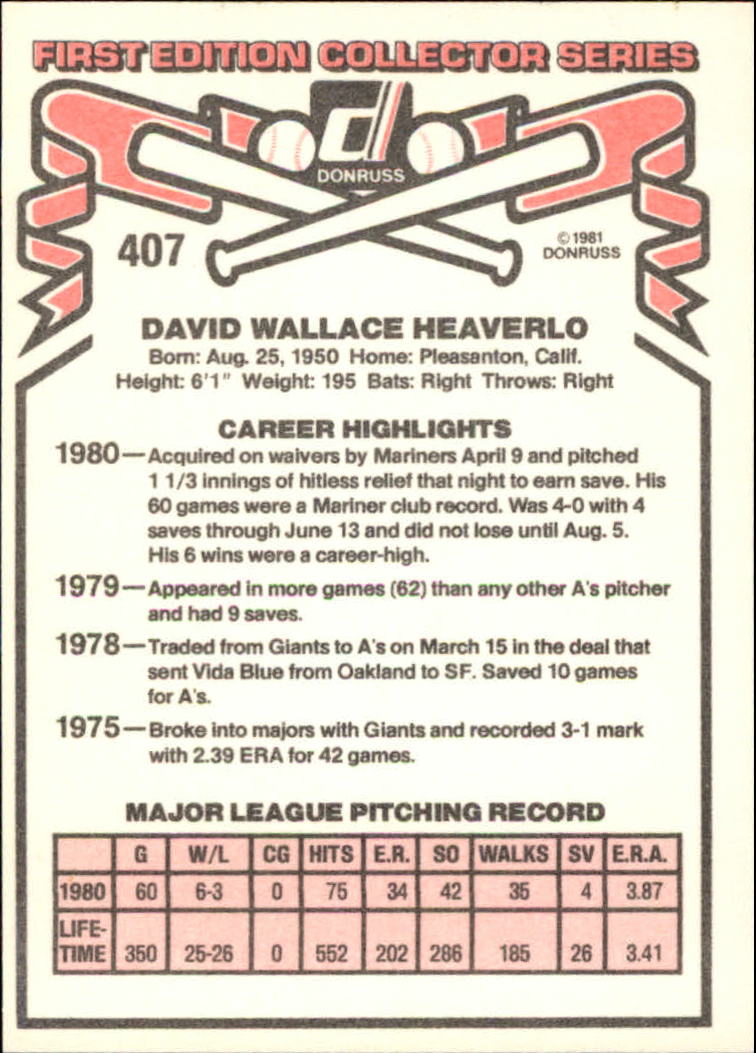 FIRST EDITION COLLECTOR SERIES
d
DONRUSS
407
© 1981
DONRUSS
DAVID WALLACE HEAVERLO
Born: Aug. 25, 1950 Home: Pleasanton, Calif.
Height: 6'1" Weight: 195 Bats: Right Throws: Right
CAREER HIGHLIGHTS
1980—Acquired on waivers by Mariners April 9 and pitched
1 1/3 innings of hitless relief that night to earn save. His
60 games were a Mariner club record. Was 4-0 with 4
saves through June 13 and did not lose until Aug. 5.
His 6 wins were a career-high.
1979—Appeared in more games (62) than any other A's pitcher
and had 9 saves.
1978—Traded from Giants to A's on March 15 in the deal that
sent Vida Blue from Oakland to SF. Saved 10 games
for A's.
1975—Broke into majors with Giants and recorded 3-1 mark
with 2.39 ERA for 42 games.
MAJOR LEAGUE PITCHING RECORD
G W/L CG HITS E.R. SO WALKS SV E.R.A.
1980 60 6-3 0 75 34 42 35 4 3.87
LIFE-
TIME 350 25-26 0 552 202 286 185 26 3.41